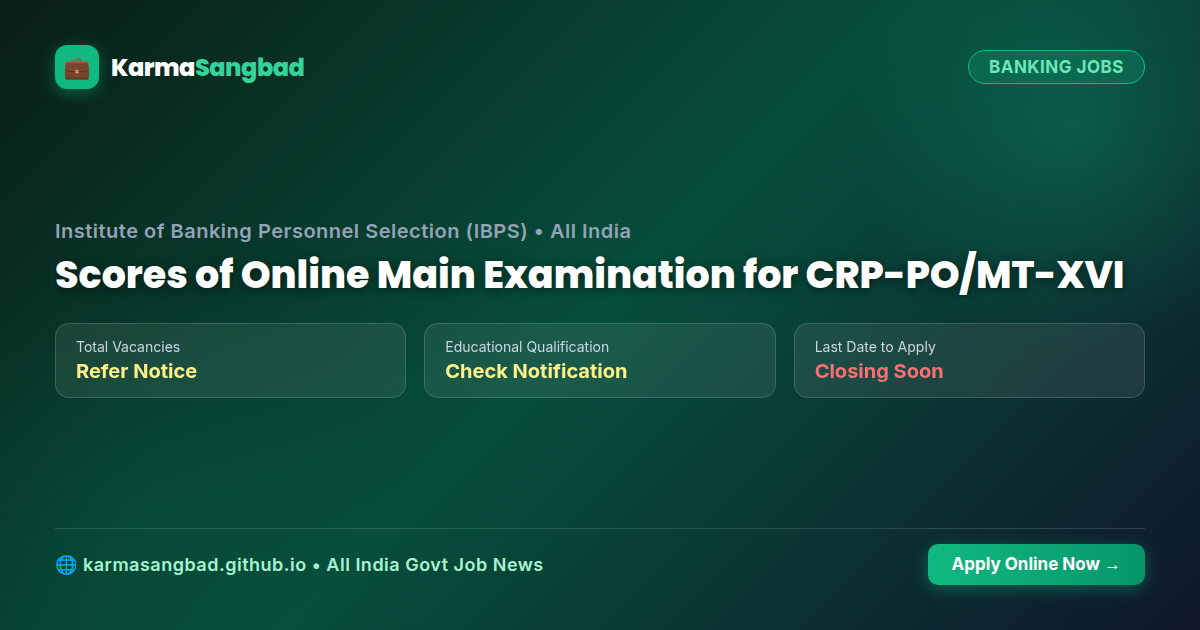 KarmaSangbad
BANKING JOBS
Institute of Banking Personnel Selection (IBPS) • All India
Scores of Online Main Examination for CRP-PO/MT-XVI
Total Vacancies
Refer Notice
Educational Qualification
Check Notification
Last Date to Apply
Closing Soon
karmasangbad.github.io • All India Govt Job News
Apply Online Now →